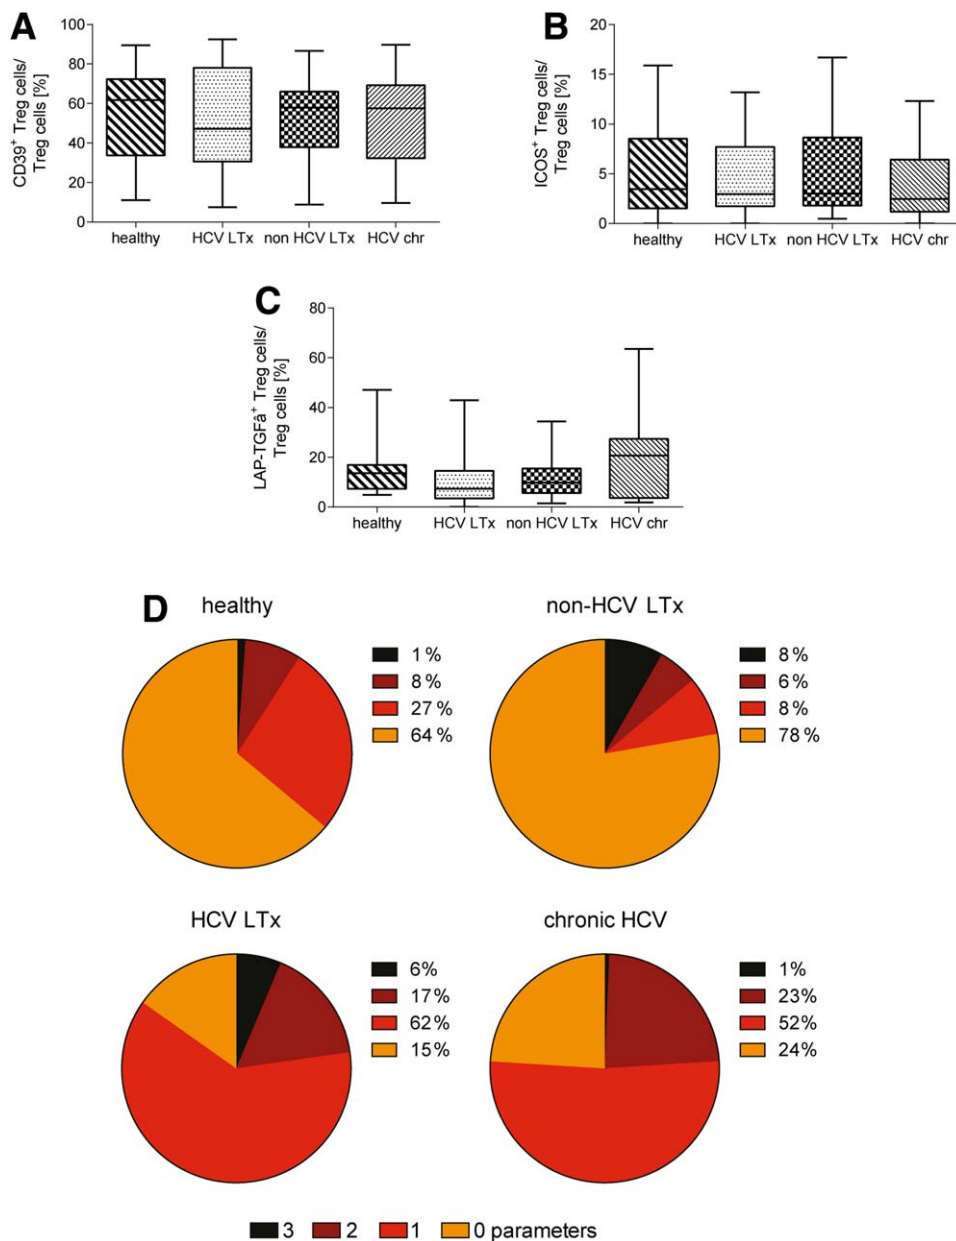 A
CD39+ Treg cells/
Treg cells [%]
100
80
60
40
20
0
healthy HCV LTx non HCV LTx HCV chr
B
ICOS+ Treg cells/
Treg cells [%]
20
15
10
5
0
healthy HCV LTx non HCV LTx HCV chr
C
LAP-TGFâ+ Treg cells/
Treg cells [%]
80
60
40
20
0
healthy HCV LTx non HCV LTx HCV chr
D
healthy
1%
8%
27%
64%
non-HCV LTx
8%
6%
8%
78%
HCV LTx
6%
17%
62%
15%
chronic HCV
1%
23%
52%
24%
3 2 1 0 parameters